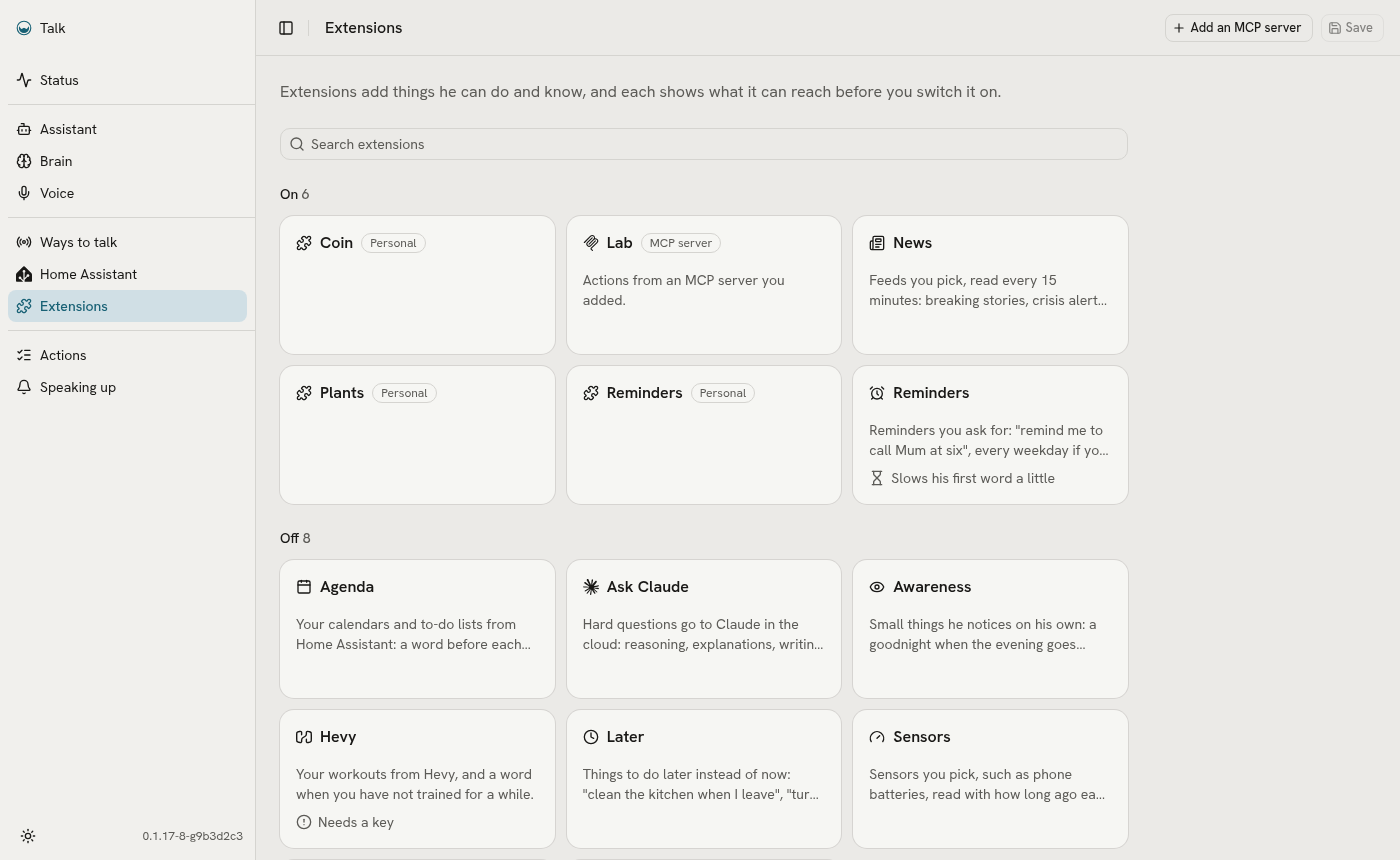 Talk
Status
Assistant
Brain
Voice
Ways to talk
Home Assistant
Extensions
Actions
Speaking up
0.1.17-8-g9b3d2c3
Extensions
Add an MCP server
Save
Extensions add things he can do and know, and each shows what it can reach before you switch it on.
Search extensions
On 6
Coin Personal
Lab MCP server
Actions from an MCP server you
added.
News
Feeds you pick, read every 15
minutes: breaking stories, crisis alert…
Plants Personal
Reminders Personal
Reminders
Reminders you ask for: "remind me to
call Mum at six", every weekday if yo…
Slows his first word a little
Off 8
Agenda
Your calendars and to-do lists from
Home Assistant: a word before each…
Ask Claude
Hard questions go to Claude in the
cloud: reasoning, explanations, writin…
Awareness
Small things he notices on his own: a
goodnight when the evening goes…
Hevy
Your workouts from Hevy, and a word
when you have not trained for a while.
Needs a key
Later
Things to do later instead of now:
"clean the kitchen when I leave", "tur…
Sensors
Sensors you pick, such as phone
batteries, read with how long ago ea…